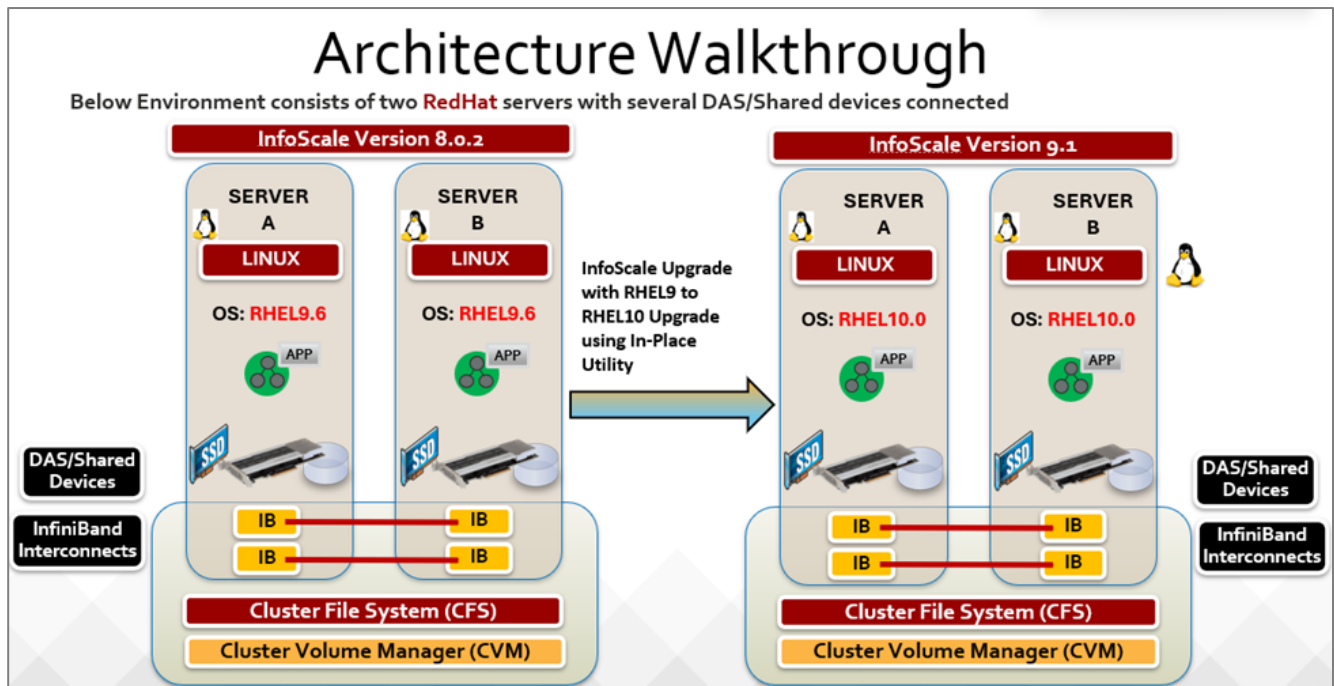 Architecture Walkthrough
Below Environment consists of two RedHat servers with several DAS/Shared devices connected
InfoScale Version 8.0.2
SERVER
A
LINUX
OS: RHEL9.6
APP
SSD
SERVER
B
LINUX
OS: RHEL9.6
APP
SSD
DAS/Shared
Devices
InfiniBand
Interconnects
IB
IB
IB
IB
Cluster File System (CFS)
Cluster Volume Manager (CVM)
InfoScale Upgrade
with RHEL9 to
RHEL10 Upgrade
using In-Place
Utility
InfoScale Version 9.1
SERVER
A
LINUX
OS: RHEL10.0
APP
SSD
SERVER
B
LINUX
OS: RHEL10.0
APP
SSD
DAS/Shared
Devices
InfiniBand
Interconnects
IB
IB
IB
IB
Cluster File System (CFS)
Cluster Volume Manager (CVM)